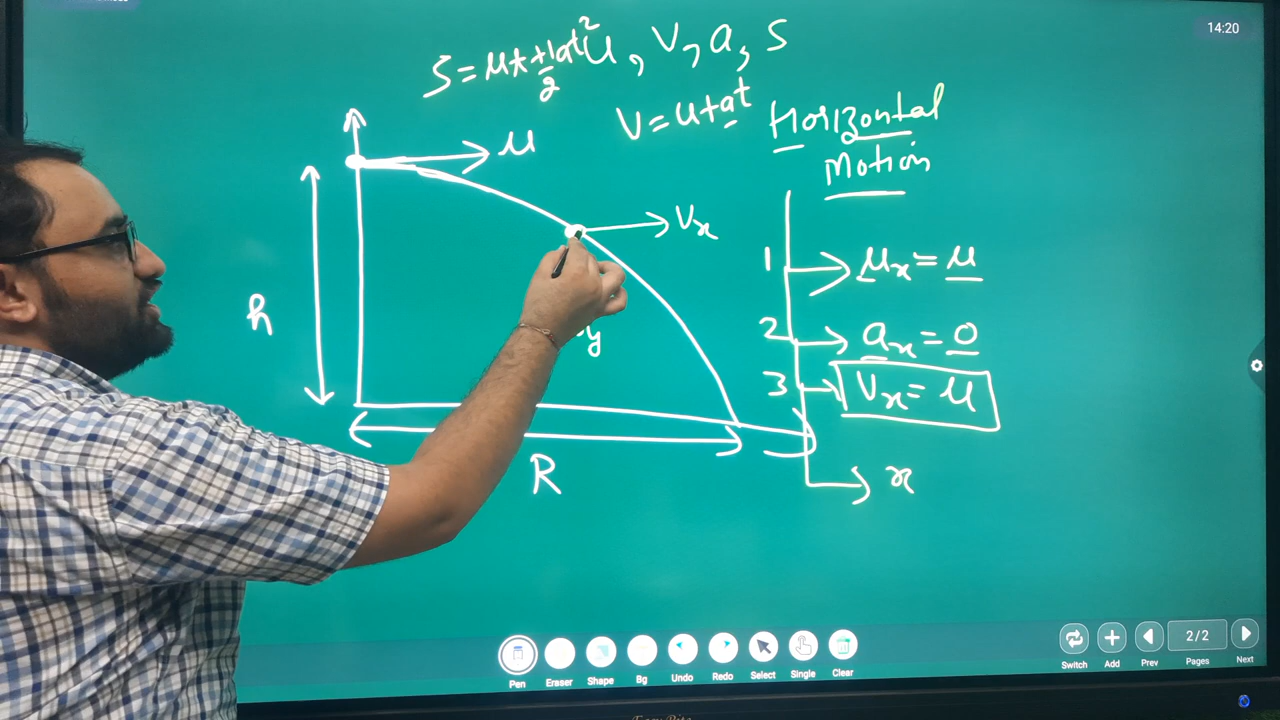 14:20
S = ut + 1/2 at² u, v, a, s
v = u + at
Horizontal
Motion
u
Vx
1 → ux = u
h
2 → ax = 0
y
3 → Vx = u
R
x
Pen Eraser Shape Bg Undo Redo Select Single Clear
Switch Add Prev 2/2 Pages Next